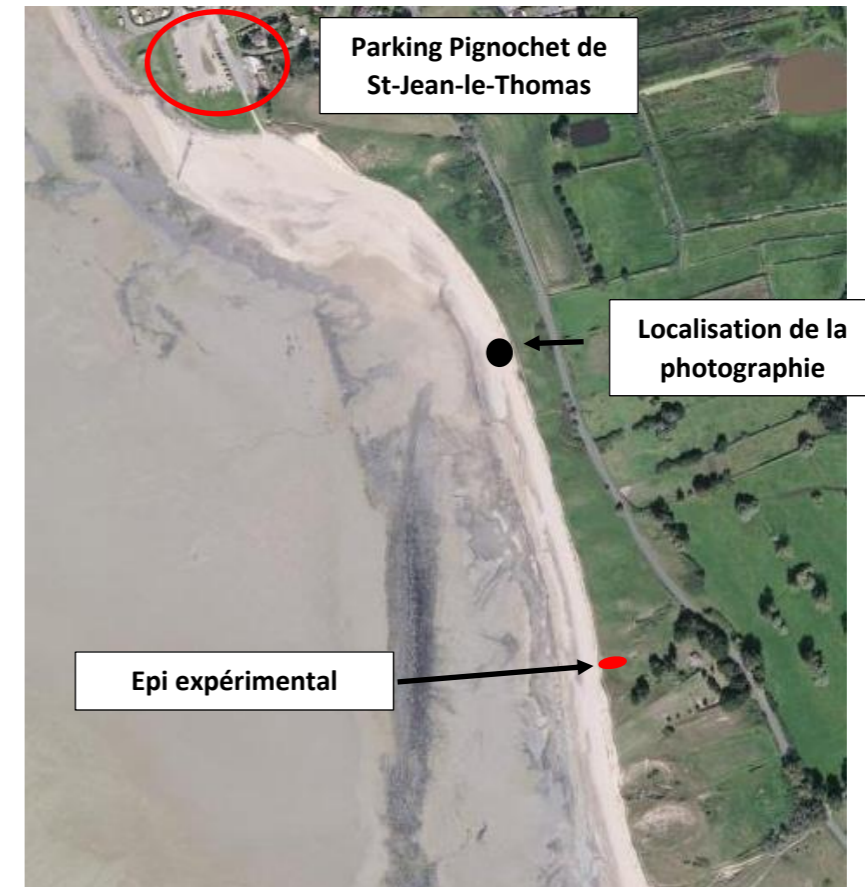 Parking Pignochet de
St-Jean-le-Thomas
Localisation de la
photographie
Epi expérimental